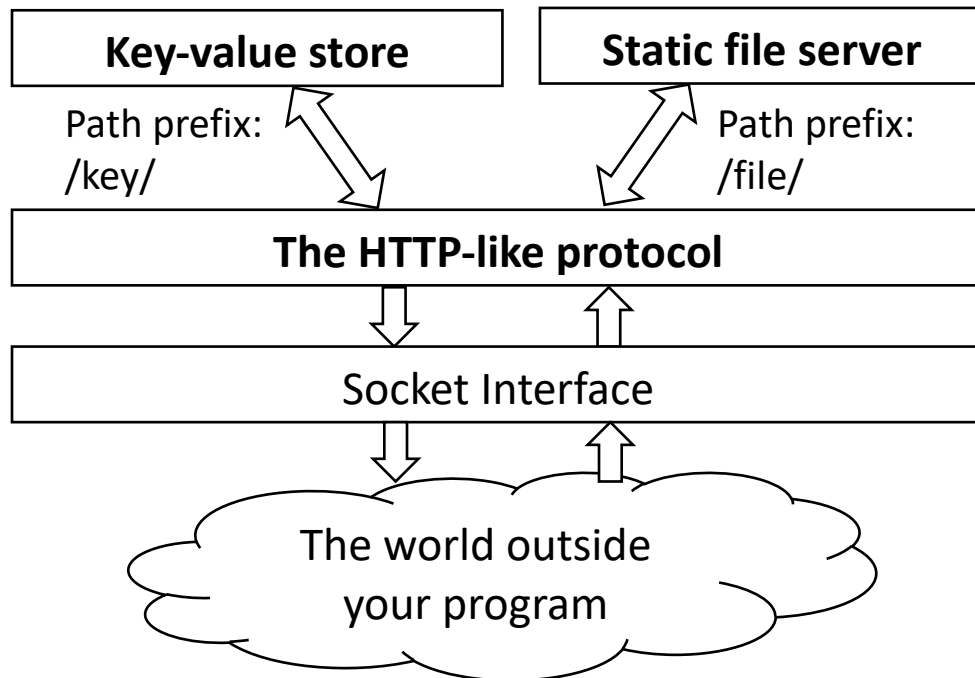 Key-value store
Static file server
Path prefix:
/key/
Path prefix:
/file/
The HTTP-like protocol
Socket Interface
The world outside
your program